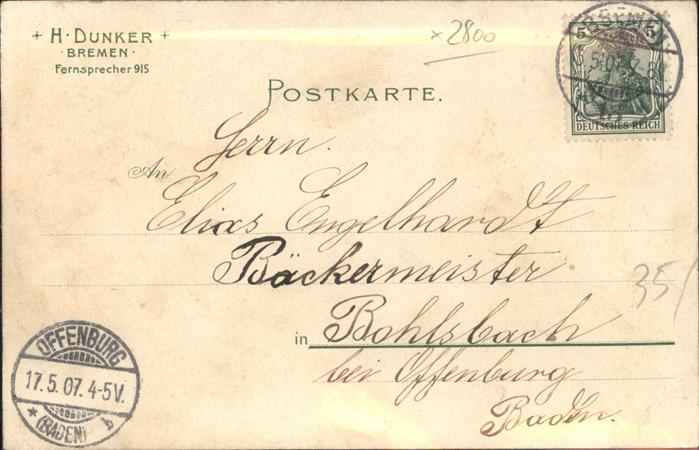 H. DUNKER
BREMEN
Fernsprecher 915
x 2800
5 5
DEUTSCHES REICH
BREMEN
POSTKARTE.
Herrn.
An
Elias Engelhardt
Bäckermeister
35/
in Bohlsbach
bei Offenburg
Baden.
OFFENBURG
17.5.07.4-5V.
* (BADEN) b